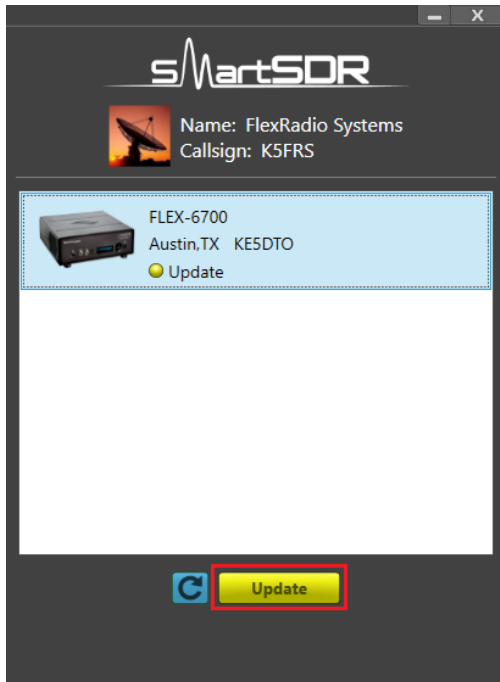 smartSDR
Name: FlexRadio Systems
Callsign: K5FRS
FLEX-6700
Austin,TX KE5DTO
Update
Update